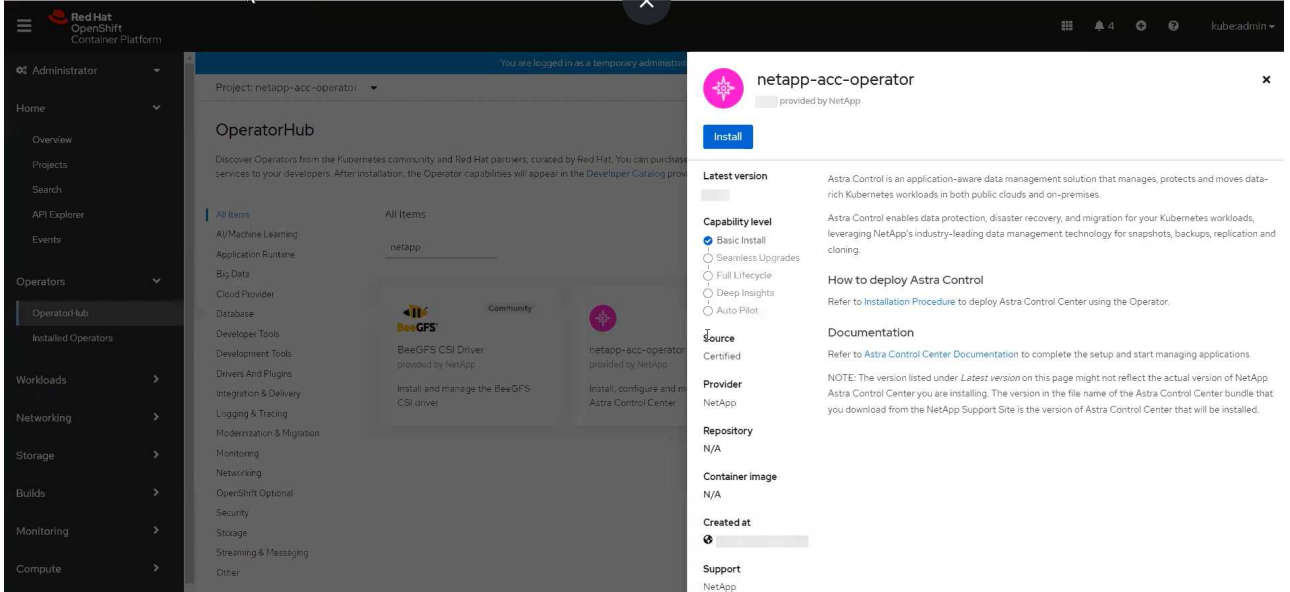 Red Hat
OpenShift
Container Platform
4
kube:admin
Administrator
Home
Overview
Projects
Search
API Explorer
Events
Operators
OperatorHub
Installed Operators
Workloads
Networking
Storage
Builds
Monitoring
Compute
You are logged in as a temporary administrat
Project: netapp-acc-operator
OperatorHub
Discover Operators from the Kubernetes community and Red Hat partners, curated by Red Hat. You can purchase
services to your developers. After installation, the Operator capabilities will appear in the Developer Catalog prov
All Items
AI/Machine Learning
Application Runtime
Big Data
Cloud Provider
Database
Developer Tools
Development Tools
Drivers And Plugins
Integration & Delivery
Logging & Tracing
Modernization & Migration
Monitoring
Networking
OpenShift Optional
Security
Storage
Streaming & Messaging
Other
All Items
netapp
BeeGFS
Community
BeeGFS CSI Driver
provided by NetApp
Install and manage the BeeGFS
CSI driver
netapp-acc-operator
provided by NetApp
Install, configure and m
Astra Control Center
netapp-acc-operator
provided by NetApp
Install
Latest version
Capability level
Basic Install
Seamless Upgrades
Full Lifecycle
Deep Insights
Auto Pilot
Source
Certified
Provider
NetApp
Repository
N/A
Container image
N/A
Created at
Support
NetApp
Astra Control is an application-aware data management solution that manages, protects and moves data-
rich Kubernetes workloads in both public clouds and on-premises.
Astra Control enables data protection, disaster recovery, and migration for your Kubernetes workloads,
leveraging NetApp's industry-leading data management technology for snapshots, backups, replication and
cloning.
How to deploy Astra Control
Refer to Installation Procedure to deploy Astra Control Center using the Operator.
Documentation
Refer to Astra Control Center Documentation to complete the setup and start managing applications.
NOTE: The version listed under Latest version on this page might not reflect the actual version of NetApp
Astra Control Center you are installing. The version in the file name of the Astra Control Center bundle that
you download from the NetApp Support Site is the version of Astra Control Center that will be installed.